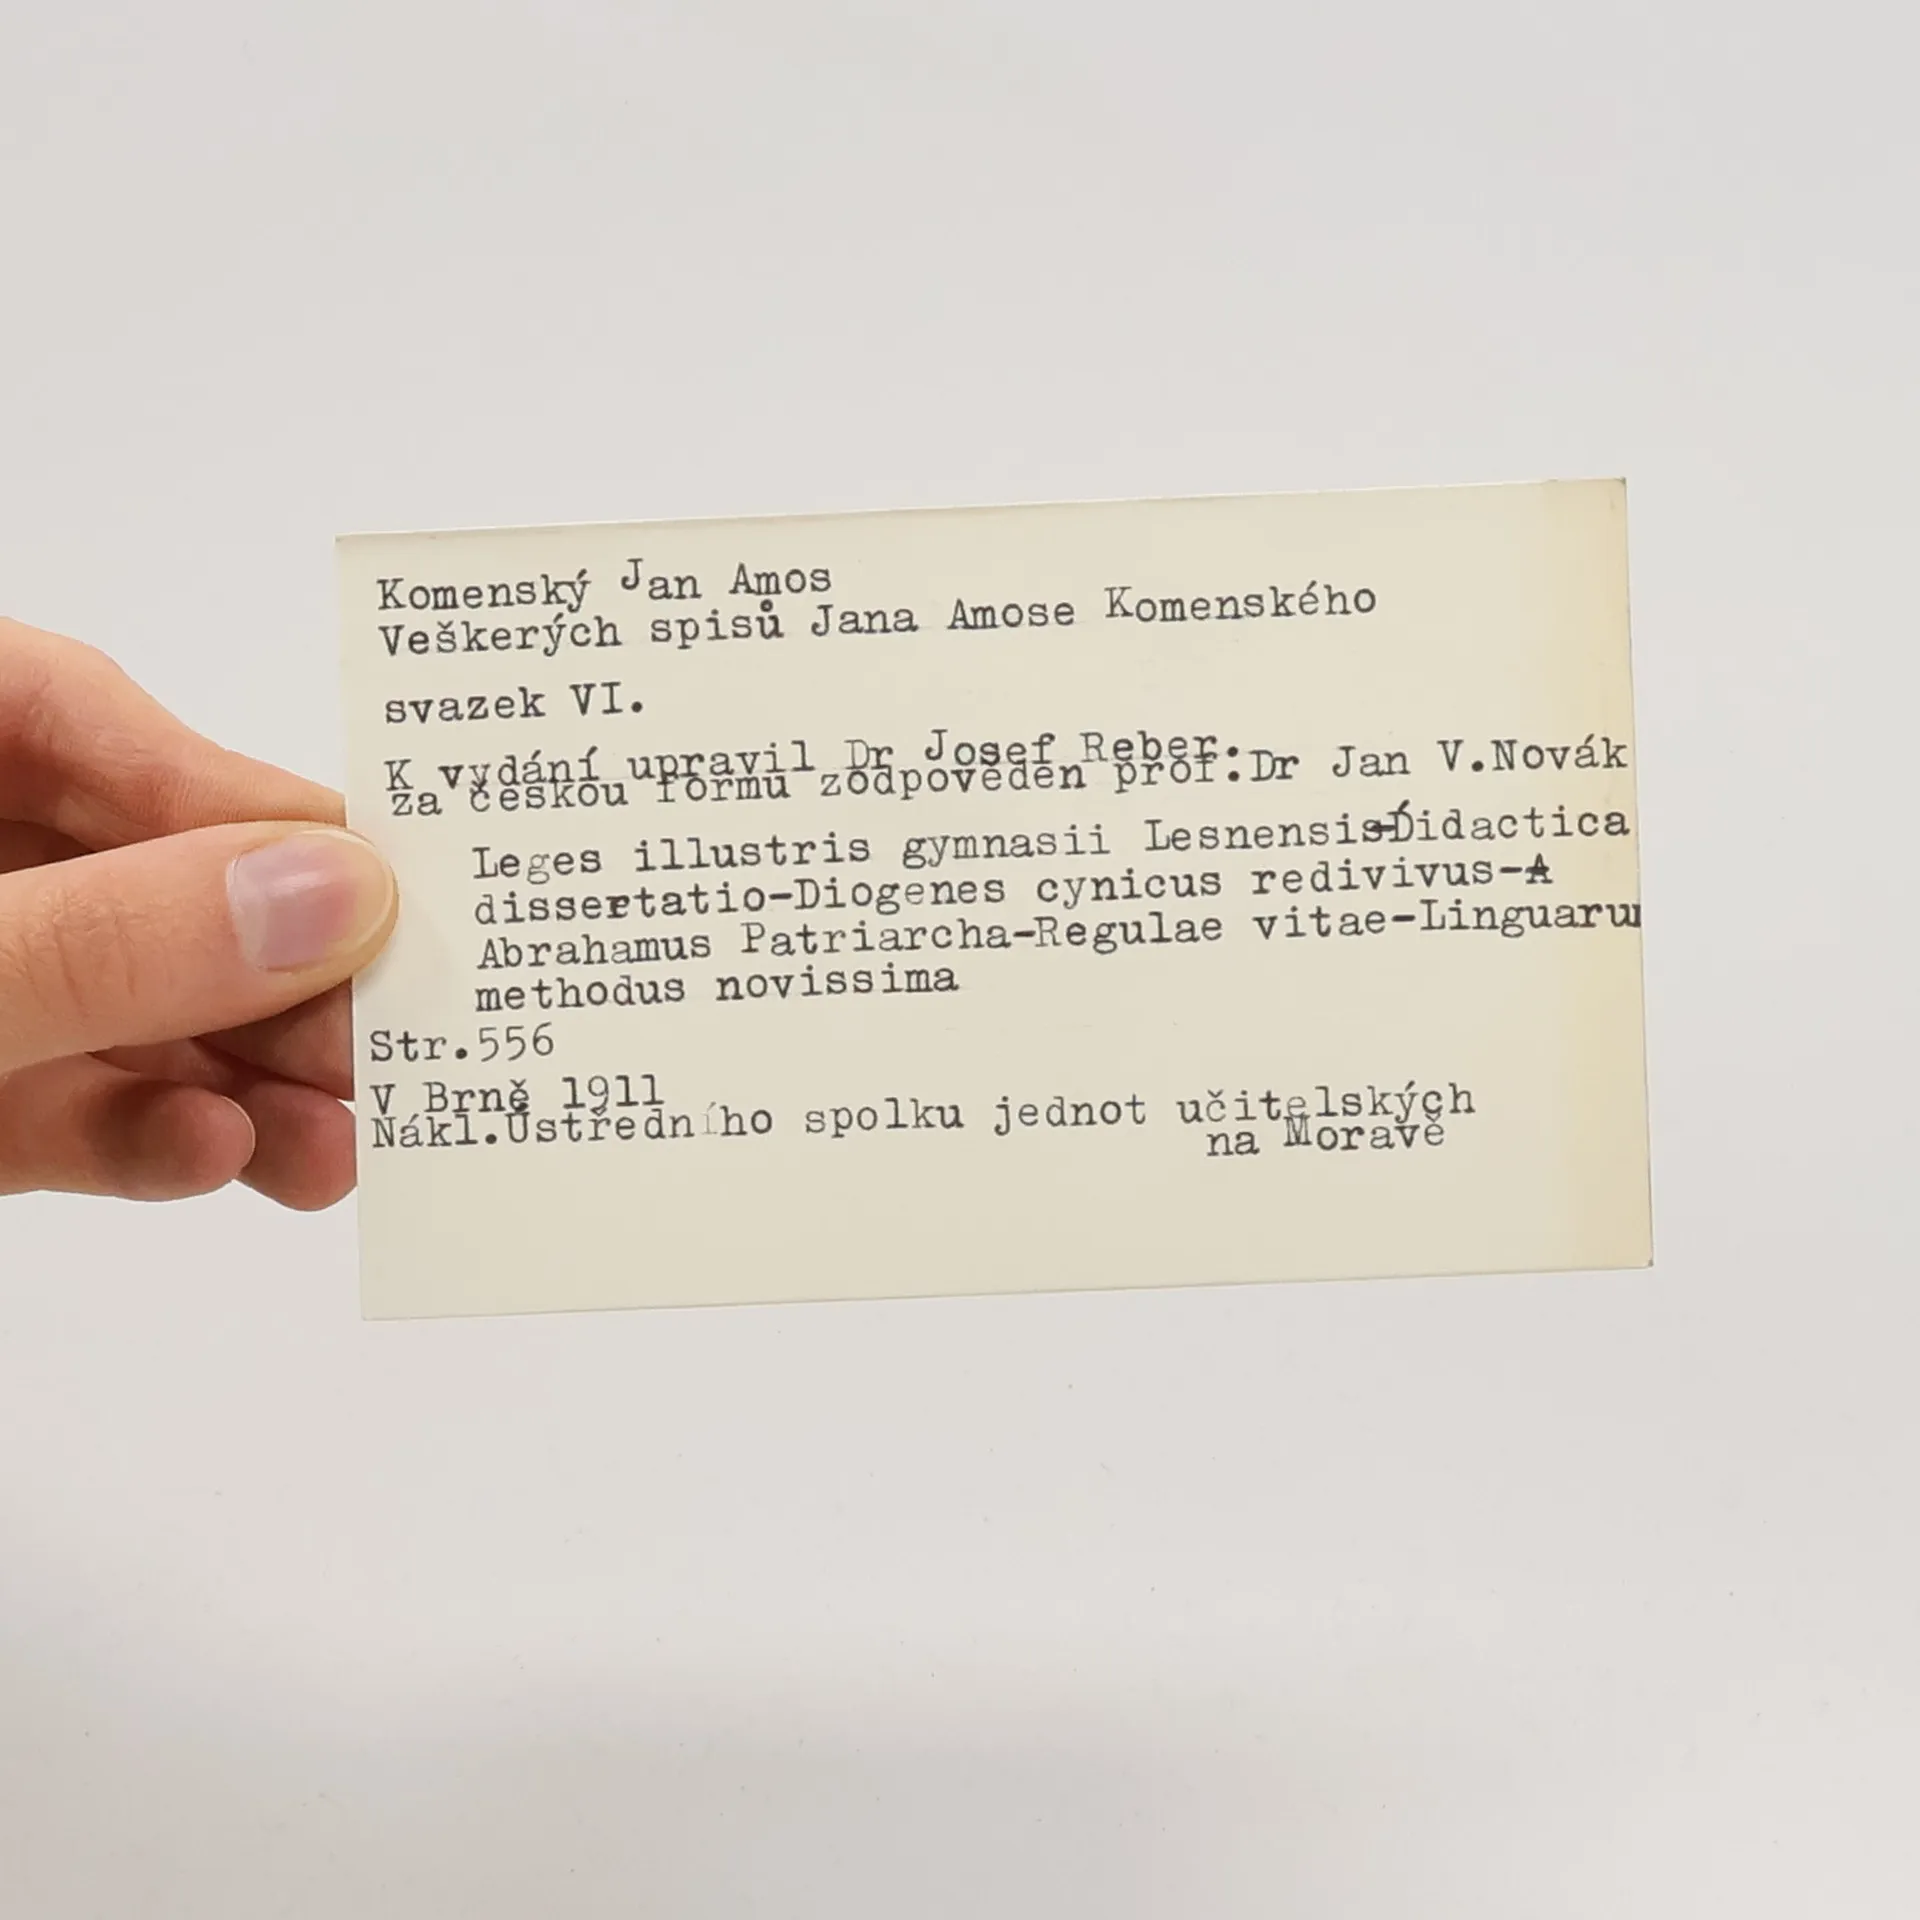 Komenský Jan Amos
Veškerých spisů Jana Amose Komenského
svazek VI.
K vydání upravil Dr Josef Reber:
za českou formu zodpověden prof.Dr Jan V.Novák
Leges illustris gymnasii Lesnensis-Didactica
dissertatio-Diogenes cynicus redivivus-A
Abrahamus Patriarcha-Regulae vitae-Linguarum
methodus novissima
Str.556
V Brně 1911
Nákl.Ústředního spolku jednot učitelských
na Moravě